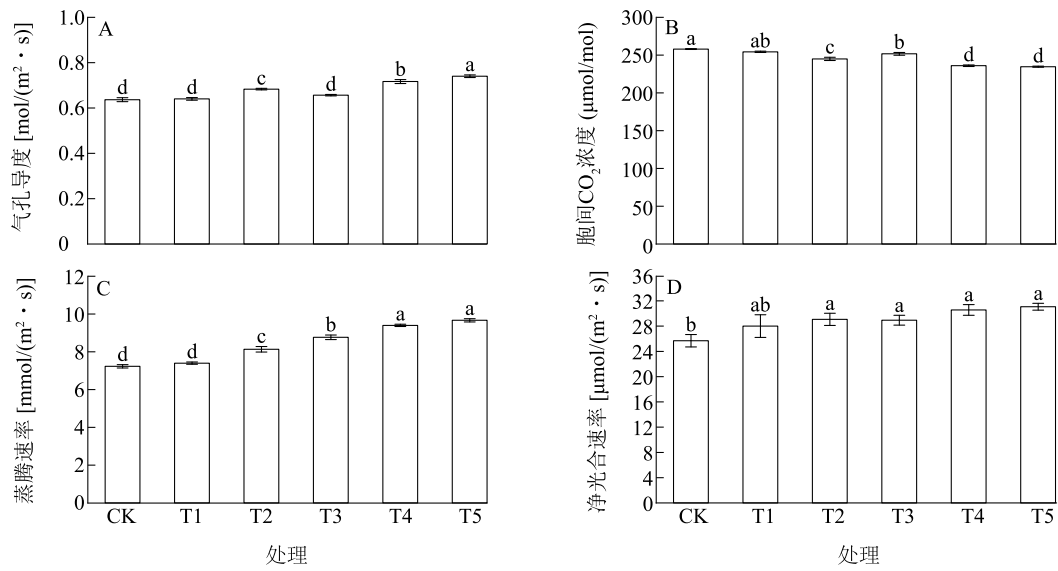 气孔导度 [mol/(m²·s)]
1.0
0.8
0.6
0.4
0.2
0
A
d
d
c
d
b
a
胞间CO₂浓度 (μmol/mol)
300
250
200
150
100
50
0
B
a
ab
c
b
d
d
蒸腾速率 [mmol/(m²·s)]
12
10
8
6
4
2
0
C
d
d
c
b
a
a
CK T1 T2 T3 T4 T5
处理
净光合速率 [μmol/(m²·s)]
36
32
28
24
20
16
12
8
4
0
D
b
ab
a
a
a
a
CK T1 T2 T3 T4 T5
处理